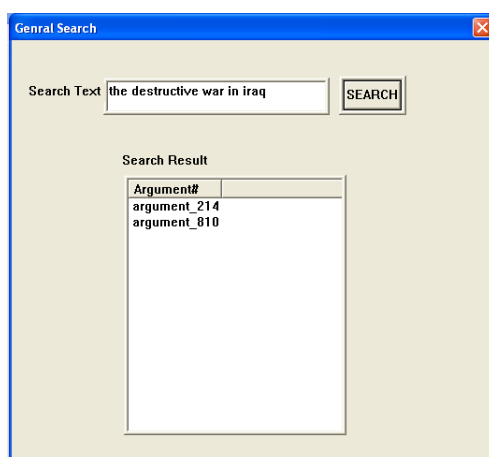 Genral Search
Search Text the destructive war in iraq SEARCH
Search Result
Argument#
argument_214
argument_810